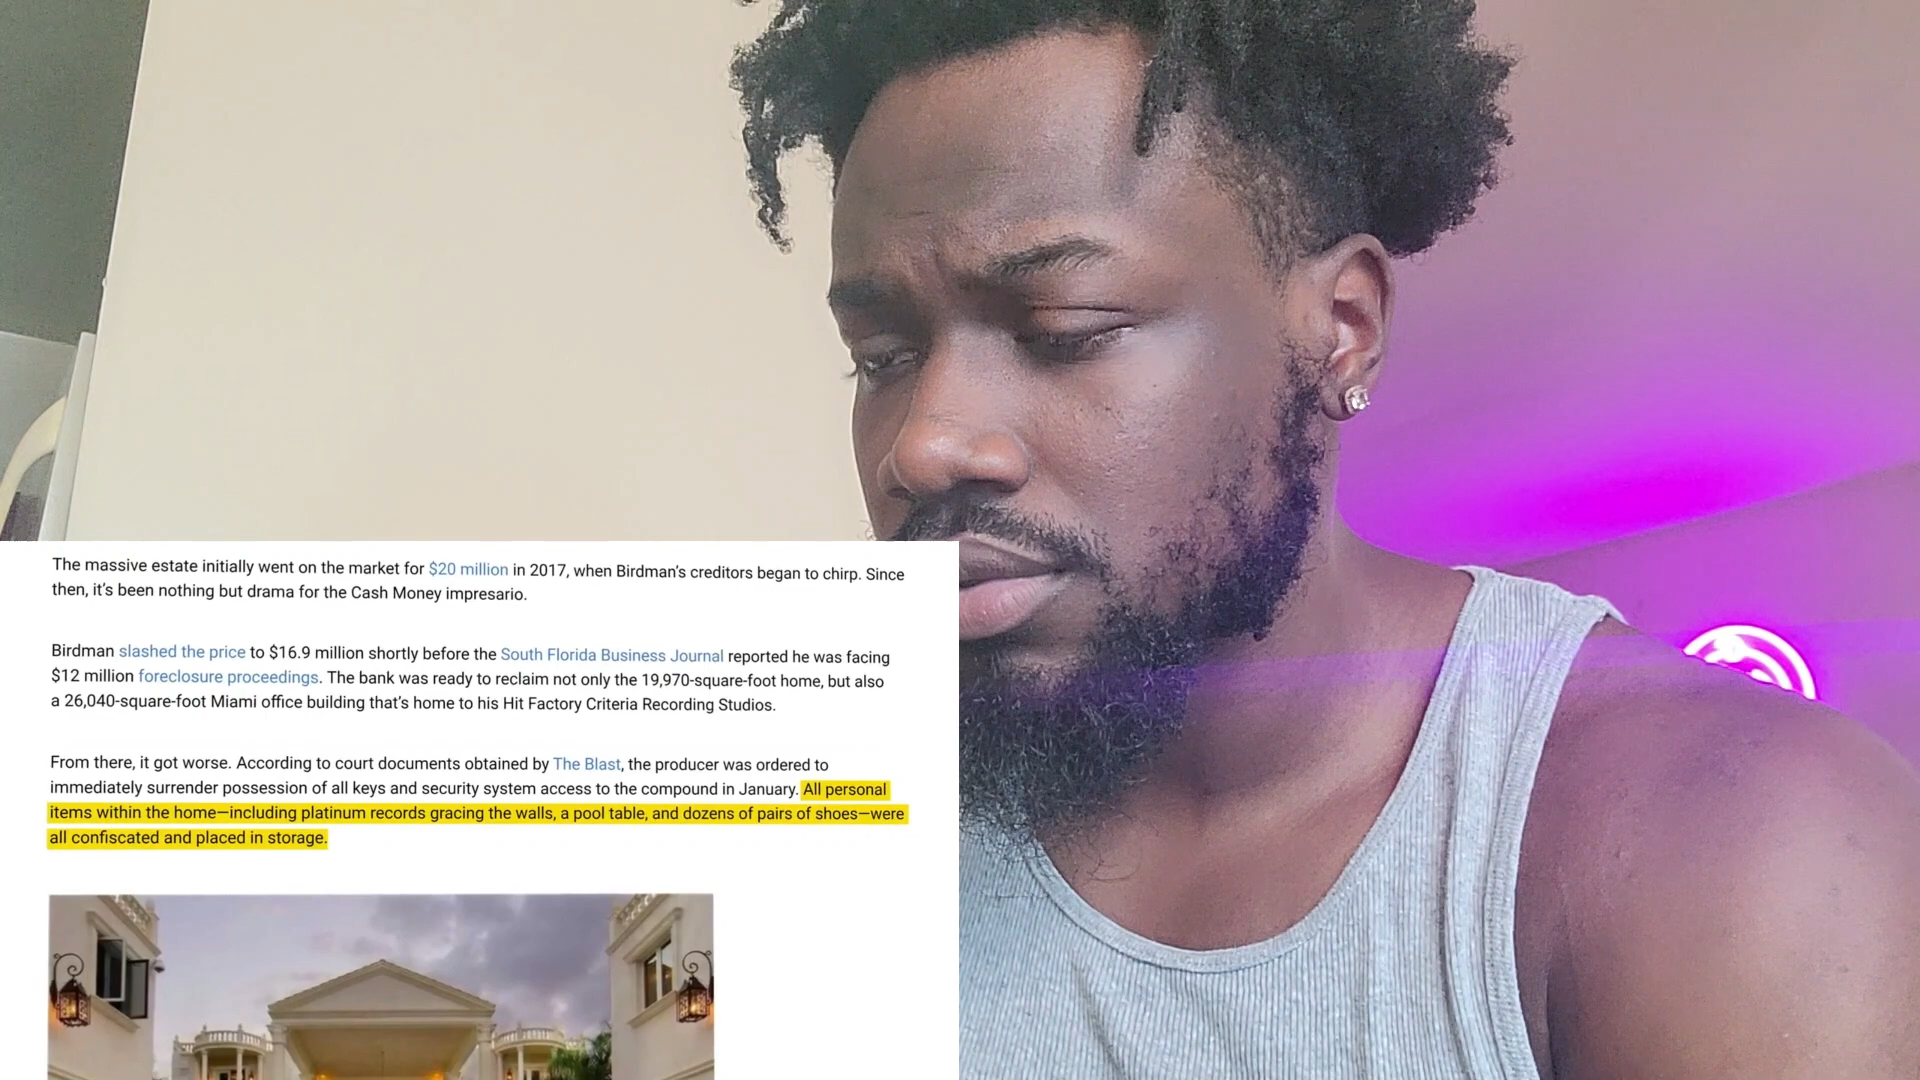 The massive estate initially went on the market for $20 million in 2017, when Birdman’s creditors began to chirp. Since
then, it’s been nothing but drama for the Cash Money impresario.
Birdman slashed the price to $16.9 million shortly before the South Florida Business Journal reported he was facing
$12 million foreclosure proceedings. The bank was ready to reclaim not only the 19,970-square-foot home, but also
a 26,040-square-foot Miami office building that’s home to his Hit Factory Criteria Recording Studios.
From there, it got worse. According to court documents obtained by The Blast, the producer was ordered to
immediately surrender possession of all keys and security system access to the compound in January. All personal
items within the home—including platinum records gracing the walls, a pool table, and dozens of pairs of shoes—were
all confiscated and placed in storage.